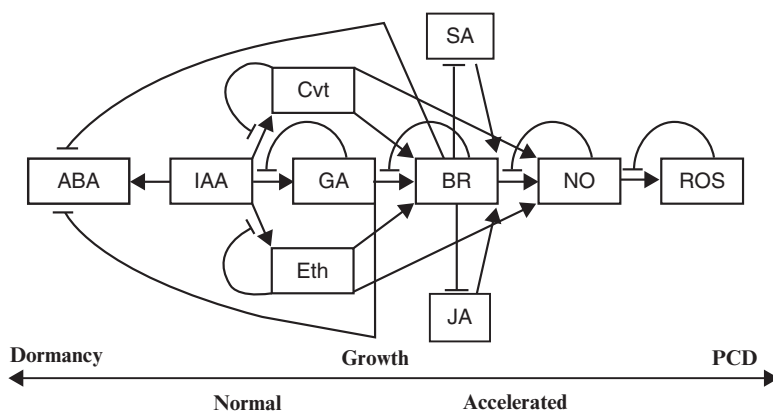 SA
Cvt
ABA IAA GA BR NO ROS
Eth
JA
Dormancy Growth PCD
Normal Accelerated